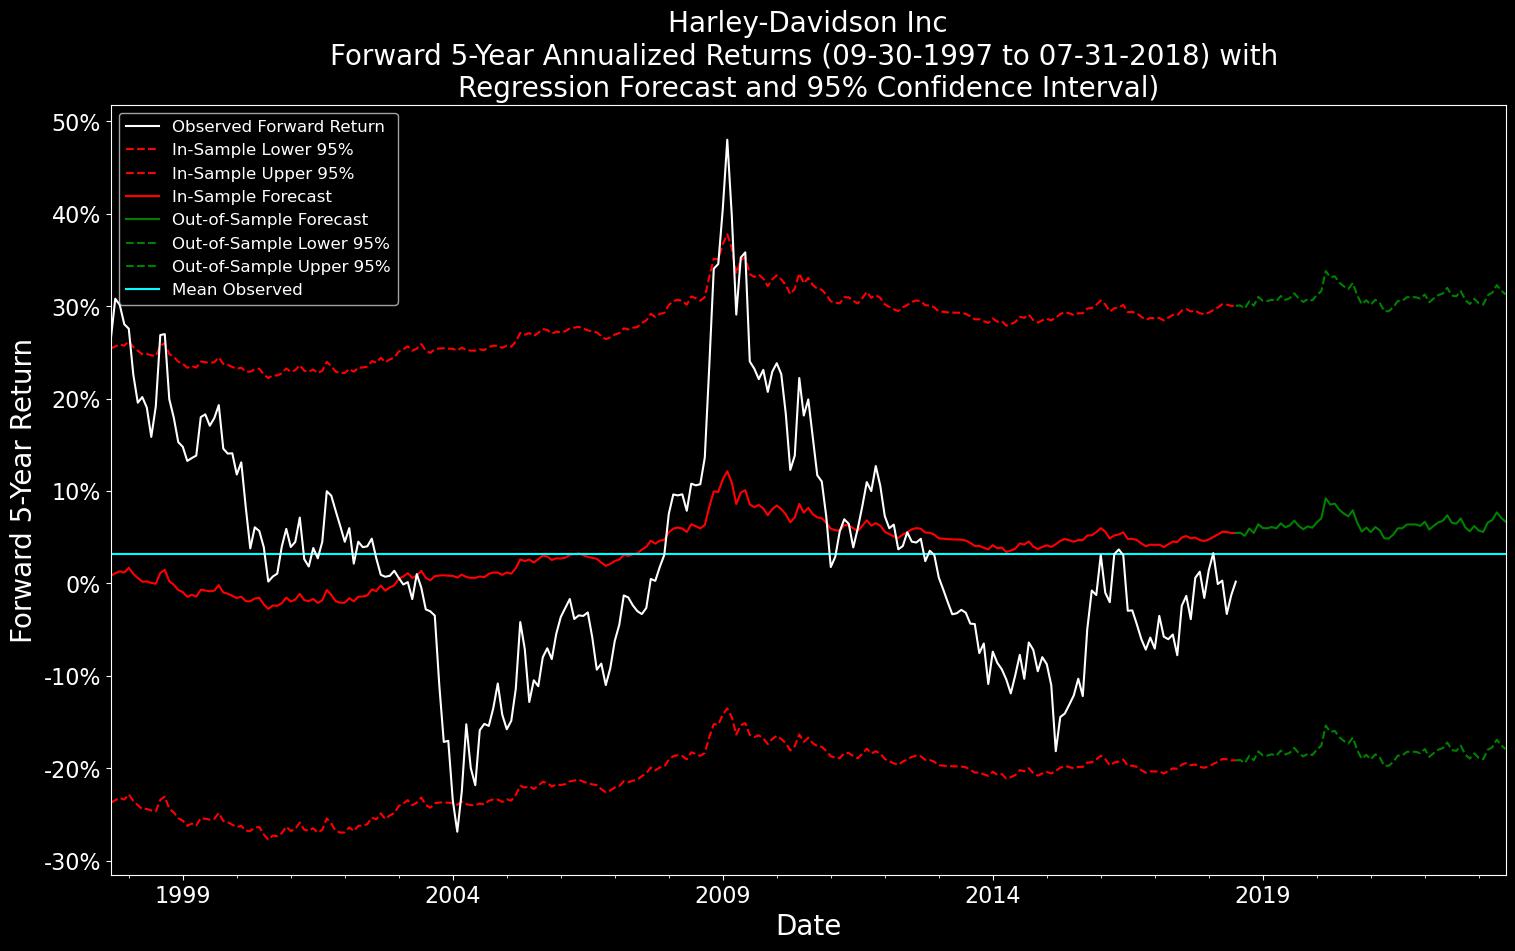 Harley-Davidson Inc
Forward 5-Year Annualized Returns (09-30-1997 to 07-31-2018) with
Regression Forecast and 95% Confidence Interval)
Observed Forward Return
In-Sample Lower 95%
In-Sample Upper 95%
In-Sample Forecast
Out-of-Sample Forecast
Out-of-Sample Lower 95%
Out-of-Sample Upper 95%
Mean Observed
Forward 5-Year Return
50%
40%
30%
20%
10%
0%
-10%
-20%
-30%
1999
2004
2009
2014
2019
Date